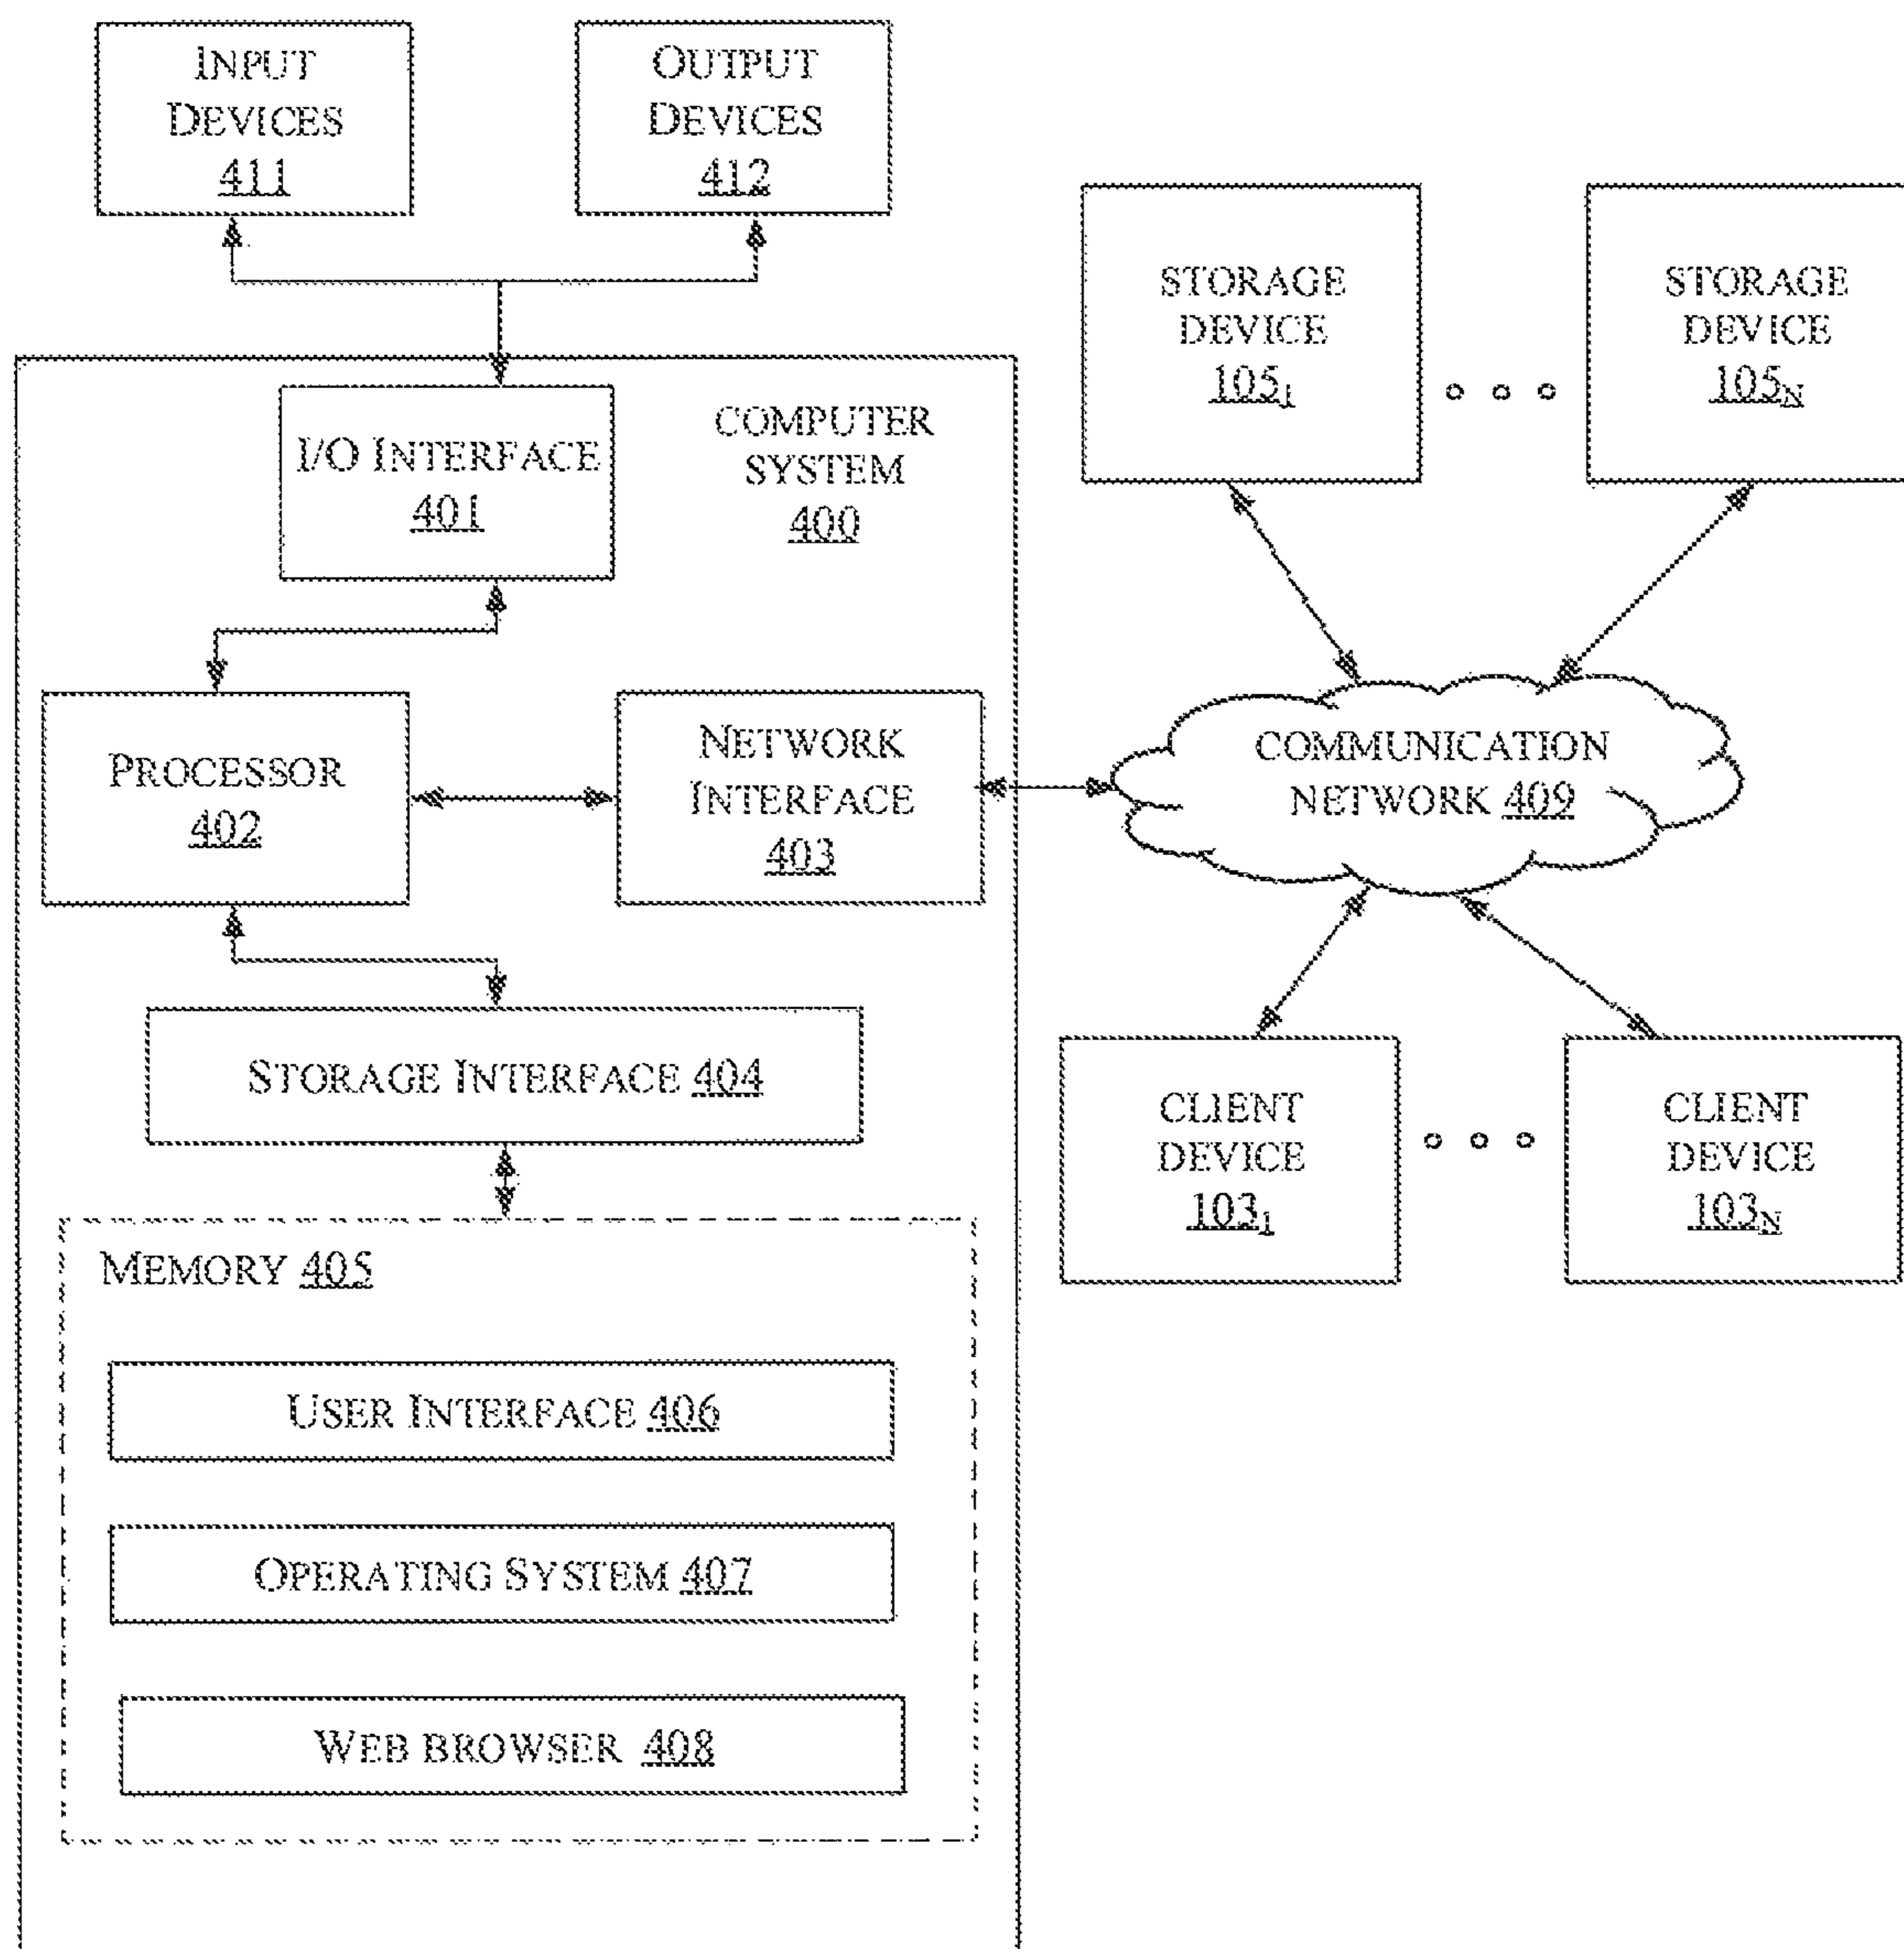 INPUT
DEVICES
411
OUTPUT
DEVICES
412
I/O INTERFACE
401
COMPUTER
SYSTEM
400
STORAGE
DEVICE
105₁
STORAGE
DEVICE
105N
PROCESSOR
402
NETWORK
INTERFACE
403
COMMUNICATION
NETWORK 409
STORAGE INTERFACE 404
CLIENT
DEVICE
103₁
CLIENT
DEVICE
103N
MEMORY 405
USER INTERFACE 406
OPERATING SYSTEM 407
WEB BROWSER 408